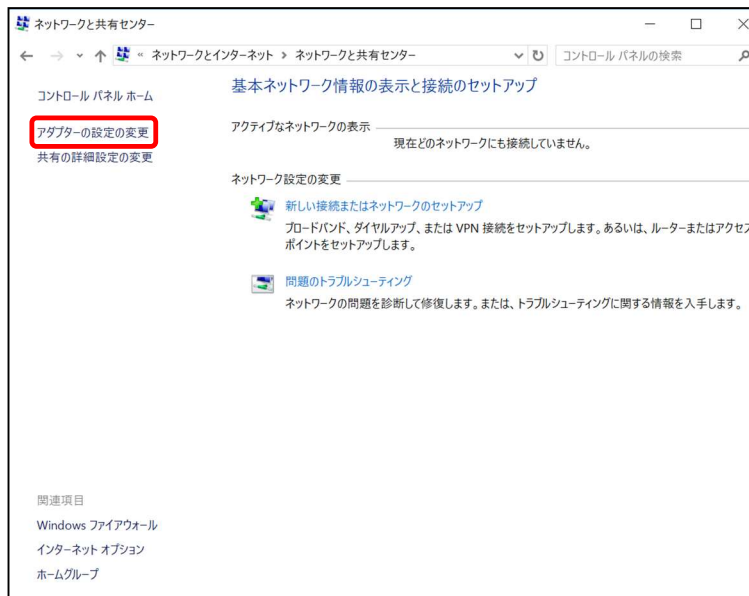 ネットワークと共有センター
« ネットワークとインターネット › ネットワークと共有センター
コントロール パネルの検索
コントロール パネル ホーム
アダプターの設定の変更
共有の詳細設定の変更
基本ネットワーク情報の表示と接続のセットアップ
アクティブなネットワークの表示
現在どのネットワークにも接続していません。
ネットワーク設定の変更
新しい接続またはネットワークのセットアップ
ブロードバンド、ダイヤルアップ、または VPN 接続をセットアップします。あるいは、ルーターまたはアクセス
ポイントをセットアップします。
問題のトラブルシューティング
ネットワークの問題を診断して修復します。または、トラブルシューティングに関する情報を入手します。
関連項目
Windows ファイアウォール
インターネット オプション
ホームグループ